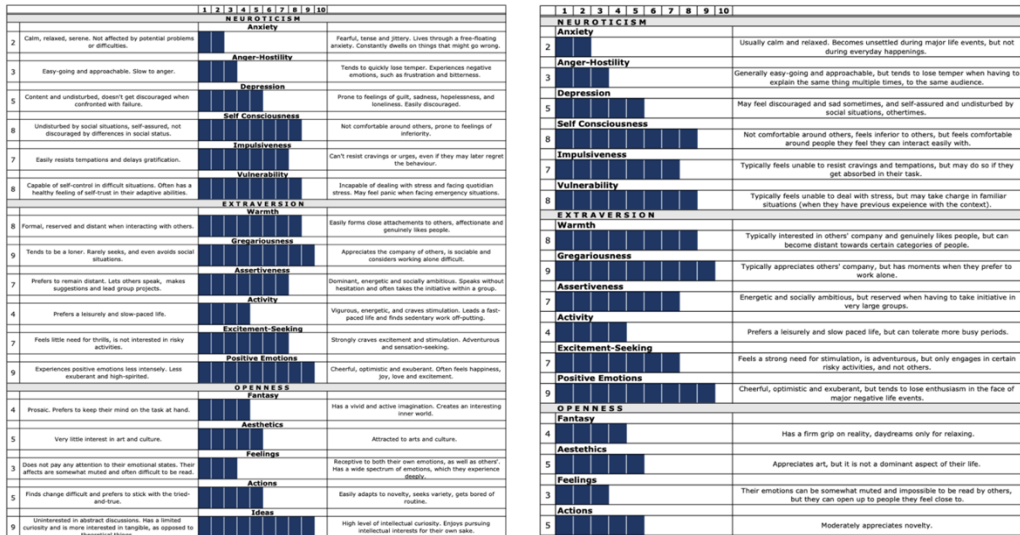 1 2 3 4 5 6 7 8 9 10
NEUROTICISM
Anxiety
2
Calm, relaxed, serene. Not affected by potential problems
or difficulties.
Fearful, tense and jittery. Lives through a free-floating
anxiety. Constantly dwells on things that might go wrong.
Anger-Hostility
3
Easy-going and approachable. Slow to anger.
Tends to quickly lose temper. Experiences negative
emotions, such as frustration and bitterness.
Depression
5
Content and undisturbed, doesn't get discouraged when
confronted with failure.
Prone to feelings of guilt, sadness, hopelessness, and
loneliness. Easily discouraged.
Self Consciousness
8
Undisturbed by social situations, self-assured, not
discouraged by differences in social status.
Not comfortable around others, prone to feelings of
inferiority.
Impulsiveness
7
Easily resists tempations and delays gratification.
Can't resist cravings or urges, even if they may later regret
the behaviour.
Vulnerability
8
Capable of self-control in difficult situations. Often has a
healthy feeling of self-trust in their adaptive abilities.
Incapable of dealing with stress and facing quotidian
stress. May feel panic when facing emergency situations.
EXTRAVERSION
Warmth
8
Formal, reserved and distant when interacting with others.
Easily forms close attachements to others, affectionate and
genuinely likes people.
Gregariousness
9
Tends to be a loner. Rarely seeks, and even avoids social
situations.
Appreciates the company of others, is sociable and
considers working alone difficult.
Assertiveness
7
Prefers to remain distant. Lets others speak, makes
suggestions and lead group projects.
Dominant, energetic and socially ambitious. Speaks without
hesitation and often takes the initiative within a group.
Activity
4
Prefers a leisurely and slow-paced life.
Vigurous, energetic, and craves stimulation. Leads a fast-
paced life and finds sedentary work off-putting.
Excitement-Seeking
7
Feels little need for thrills, is not interested in risky
activities.
Strongly craves excitement and stimulation. Adventurous
and sensation-seeking.
Positive Emotions
9
Experiences positive emotions less intensely. Less
exuberant and high-spirited.
Cheerful, optimistic and exuberant. Often feels happiness,
joy, love and excitement.
OPENNESS
Fantasy
4
Prosaic. Prefers to keep their mind on the task at hand.
Has a vivid and active imagination. Creates an interesting
inner world.
Aesthetics
5
Very little interest in art and culture.
Attracted to arts and culture.
Feelings
3
Does not pay any attention to their emotional states. Their
affects are somewhat muted and often difficult to be read.
Receptive to both their own emotions, as well as others'.
Has a wide spectrum of emotions, which they experience
deeply.
Actions
5
Finds change difficult and prefers to stick with the tried-
and-true.
Easily adapts to novelty, seeks variety, gets bored of
routine.
Ideas
9
Uninterested in abstract discussions. Has a limited
curiosity and is more interested in tangible, as opposed to
theoretical things.
High level of intellectual curiosity. Enjoys pursuing
intellectual interests for their own sake.
1 2 3 4 5 6 7 8 9 10
NEUROTICISM
Anxiety
2
Usually calm and relaxed. Becomes unsettled during major life events, but not
during everyday happenings.
Anger-Hostility
3
Generally easy-going and approachable, but tends to lose temper when having to
explain the same thing multiple times, to the same audience.
Depression
5
May feel discouraged and sad sometimes, and self-assured and undisturbed by
social situations, othertimes.
Self Consciousness
8
Not comfortable around others, feels inferior to others, but feels comfortable
around people they feel they can interact easily with.
Impulsiveness
7
Typically feels unable to resist cravings and tempations, but may do so if they
get absorbed in their task.
Vulnerability
8
Typically feels unable to deal with stress, but may take charge in familiar
situations (when they have previous expeience with the context).
EXTRAVERSION
Warmth
8
Typically interested in others' company and genuinely likes people, but can
become distant towards certain categories of people.
Gregariousness
9
Typically appreciates others' company, but has moments when they prefer to
work alone.
Assertiveness
7
Energetic and socially ambitious, but reserved when having to take initiative in
very large groups.
Activity
4
Prefers a leisurely and slow paced life, but can tolerate more busy periods.
Excitement-Seeking
7
Feels a strong need for stimulation, is adventurous, but only engages in certain
risky activities, and not others.
Positive Emotions
9
Cheerful, optimistic and exuberant, but tends to lose enthusiasm in the face of
major negative life events.
OPENNESS
Fantasy
4
Has a firm grip on reality, daydreams only for relaxing.
Aestethics
5
Appreciates art, but it is not a dominant aspect of their life.
Feelings
3
Their emotions can be somewhat muted and impossible to be read by others,
but they can open up to people they feel close to.
Actions
5
Moderately appreciates novelty.